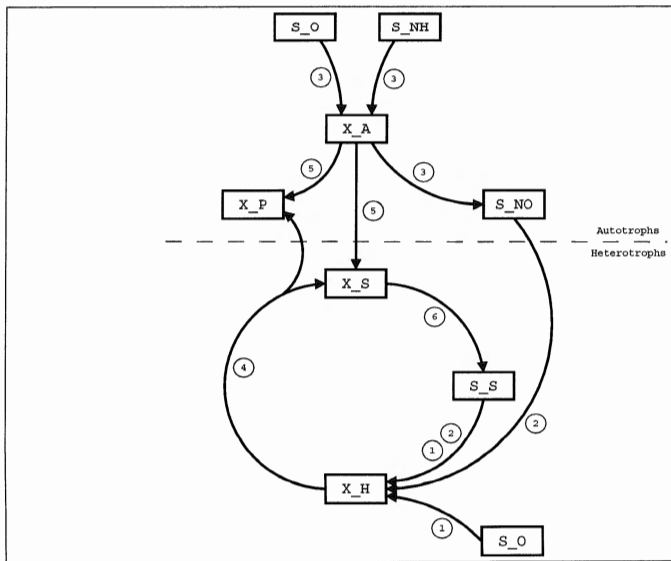 S_O
S_NH
3
3
X_A
5
3
X_P
S_NO
5
Autotrophs
Heterotrophs
X_S
6
4
S_S
2
2
1
X_H
1
S_O